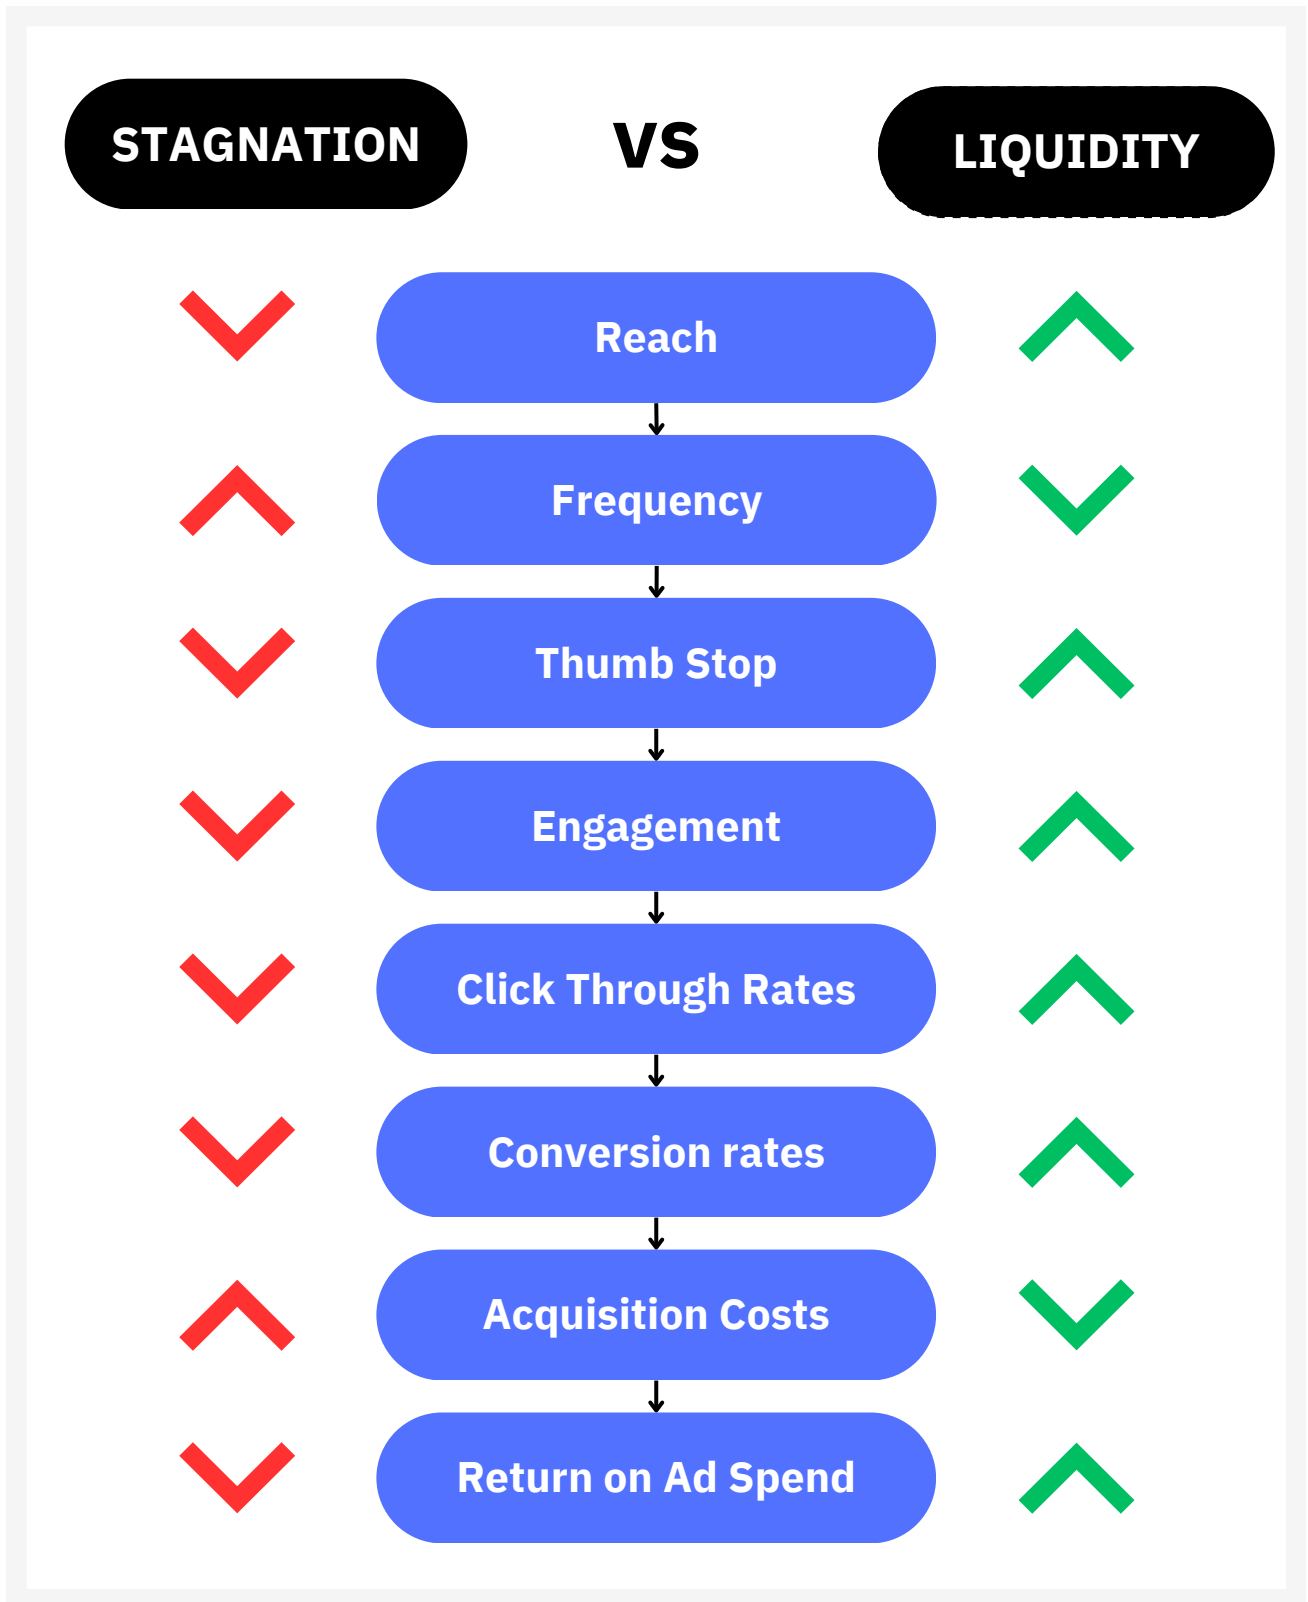 STAGNATION
VS
LIQUIDITY
Reach
Frequency
Thumb Stop
Engagement
Click Through Rates
Conversion rates
Acquisition Costs
Return on Ad Spend